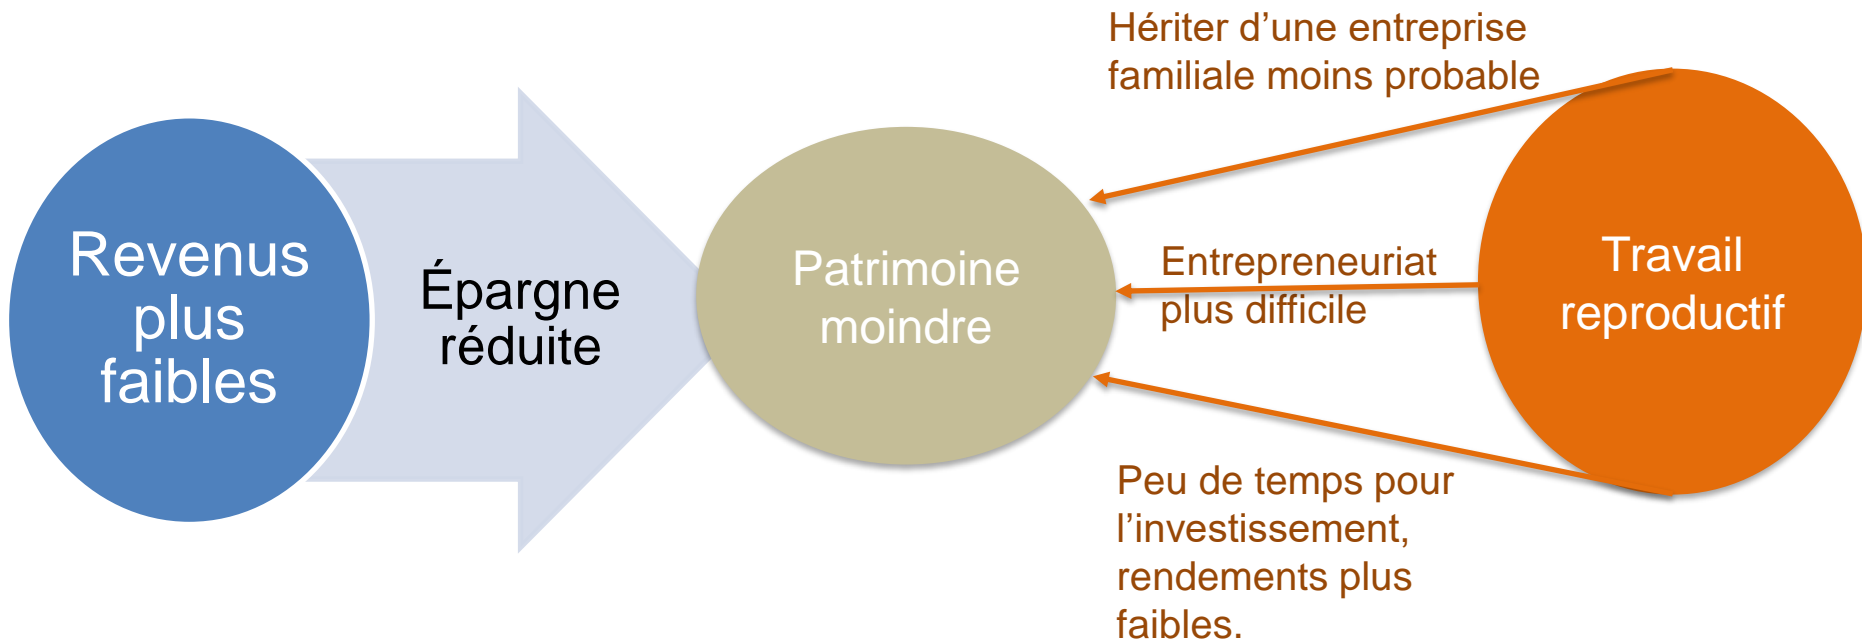 Revenus
plus
faibles
Épargne
réduite
Patrimoine
moindre
Hériter d’une entreprise
familiale moins probable
Entrepreneuriat
plus difficile
Peu de temps pour
l’investissement,
rendements plus
faibles.
Travail
reproductif